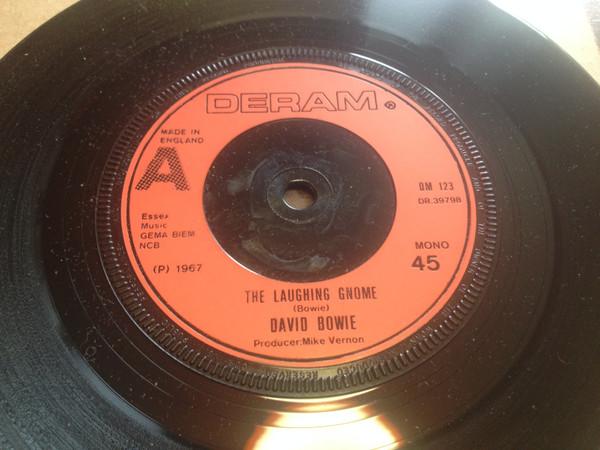 DERAM ®
MADE IN
ENGLAND
A
DM 123
DR.39798
Essex
Music
GEMA BIEM
NCB
MONO
45
(P) 1967
THE LAUGHING GNOME
(Bowie)
DAVID BOWIE
Producer:Mike Vernon